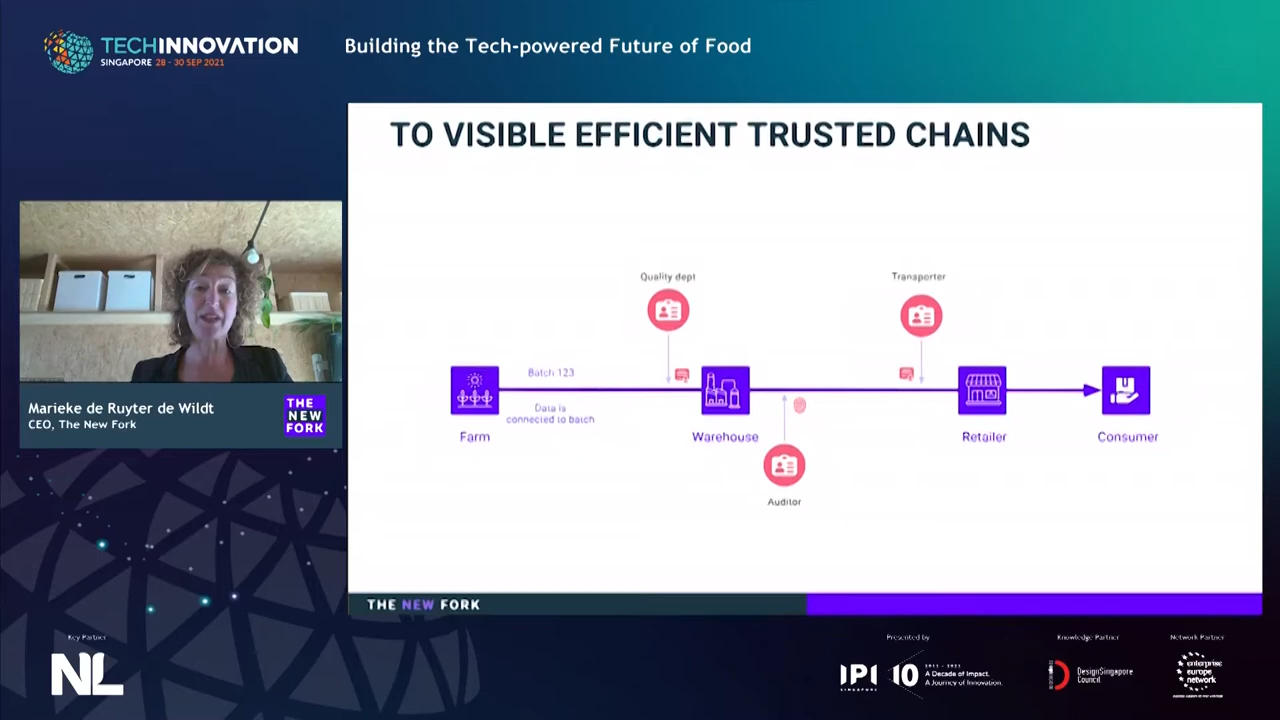 TECHINNOVATION
SINGAPORE 28 - 30 SEP 2021
Building the Tech-powered Future of Food
TO VISIBLE EFFICIENT TRUSTED CHAINS
Quality dept
Transporter
Batch 123
Data is
connected to batch
Farm
Warehouse
Retailer
Consumer
Auditor
Marieke de Ruyter de Wildt
CEO, The New Fork
THE
NEW
FORK
THE NEW FORK
Key Partner
NL
Presented by
IPI
SINGAPORE
10
2011 - 2021
A Decade of Impact.
A Journey of Innovation.
Knowledge Partner
DesignSingapore
Council
Network Partner
enterprise
europe
network